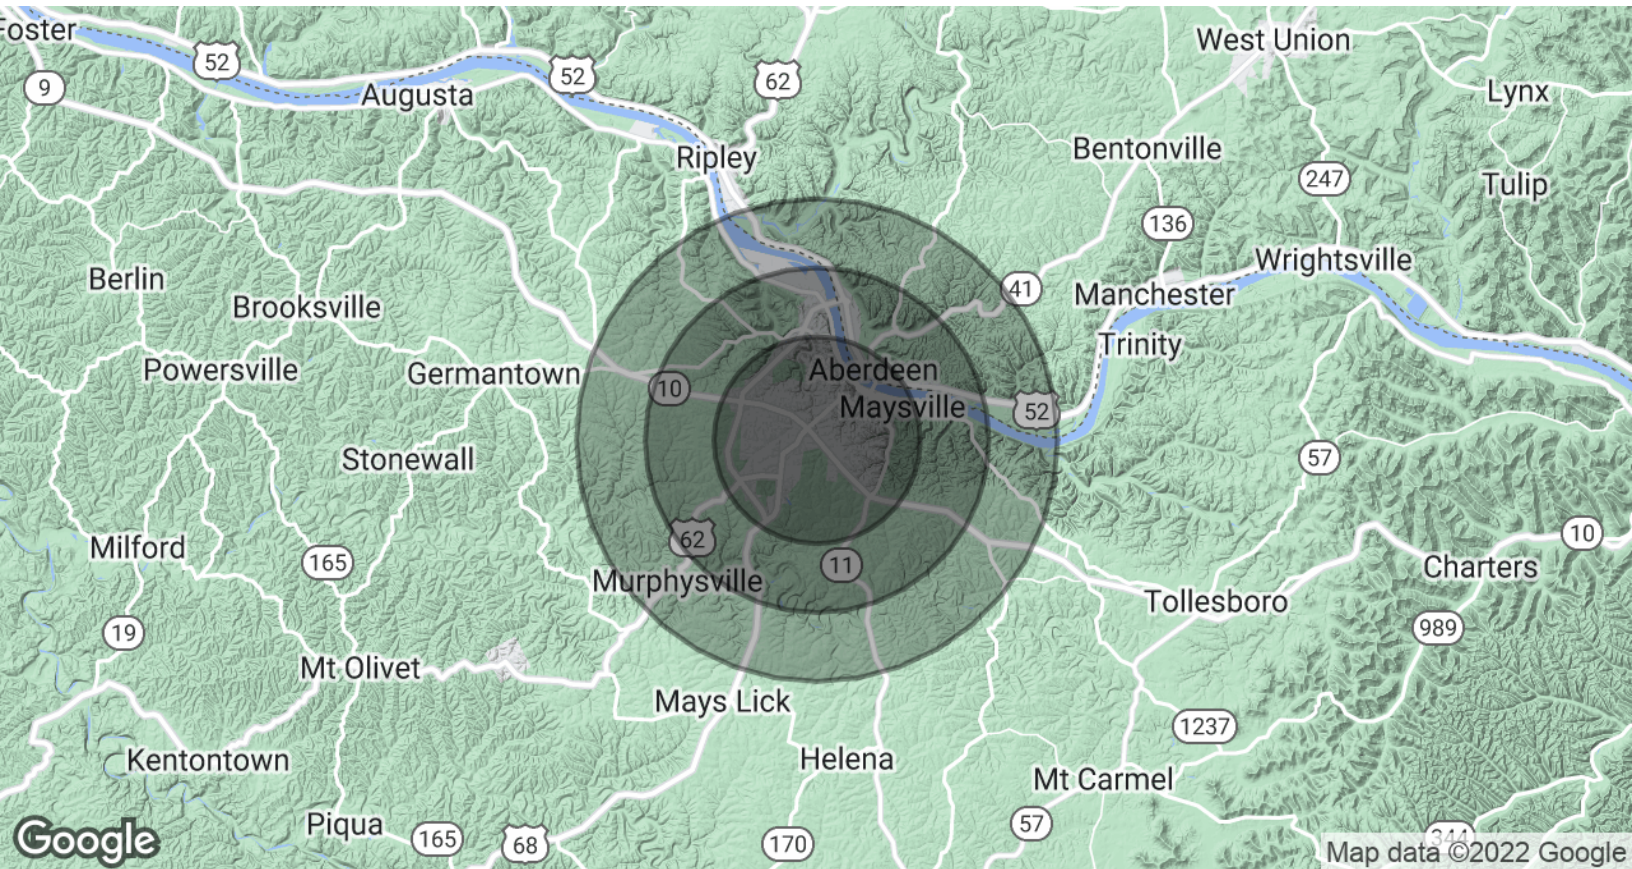 Foster
52
9
Augusta
52
62
West Union
Lynx
Ripley
Bentonville
247
Tulip
136
Berlin
Brooksville
41
Manchester
Wrightsville
Trinity
Powersville
Germantown
10
Aberdeen
Maysville
52
Stonewall
57
Milford
165
62
11
10
Charters
Murphysville
Tollesboro
19
989
Mt Olivet
Mays Lick
1237
Kentontown
Helena
Mt Carmel
Piqua
165
68
170
57
344
Google
Map data ©2022 Google